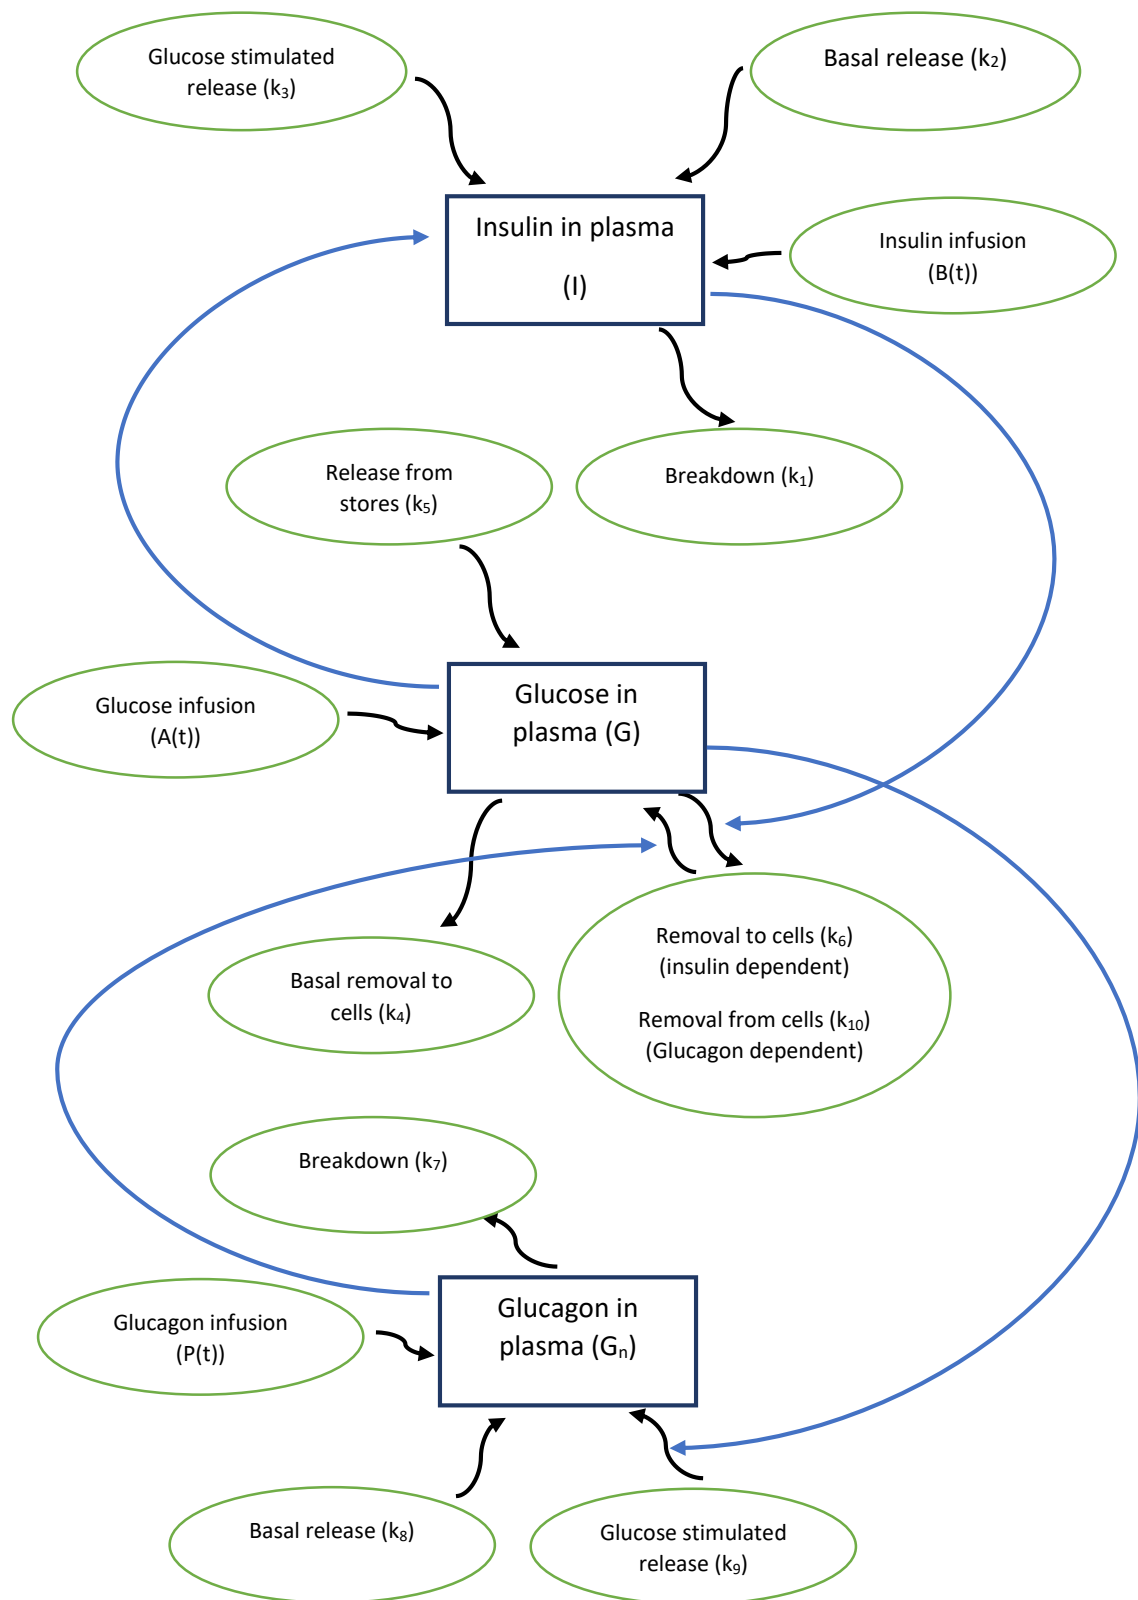 Glucose stimulated
release (k₃)
Basal release (k₂)
Insulin in plasma
(I)
Insulin infusion
(B(t))
Release from
stores (k₅)
Breakdown (k₁)
Glucose infusion
(A(t))
Glucose in
plasma (G)
Removal to cells (k₆)
(insulin dependent)
Removal from cells (k₁₀)
(Glucagon dependent)
Basal removal to
cells (k₄)
Breakdown (k₇)
Glucagon infusion
(P(t))
Glucagon in
plasma (Gₙ)
Basal release (k₈)
Glucose stimulated
release (k₉)